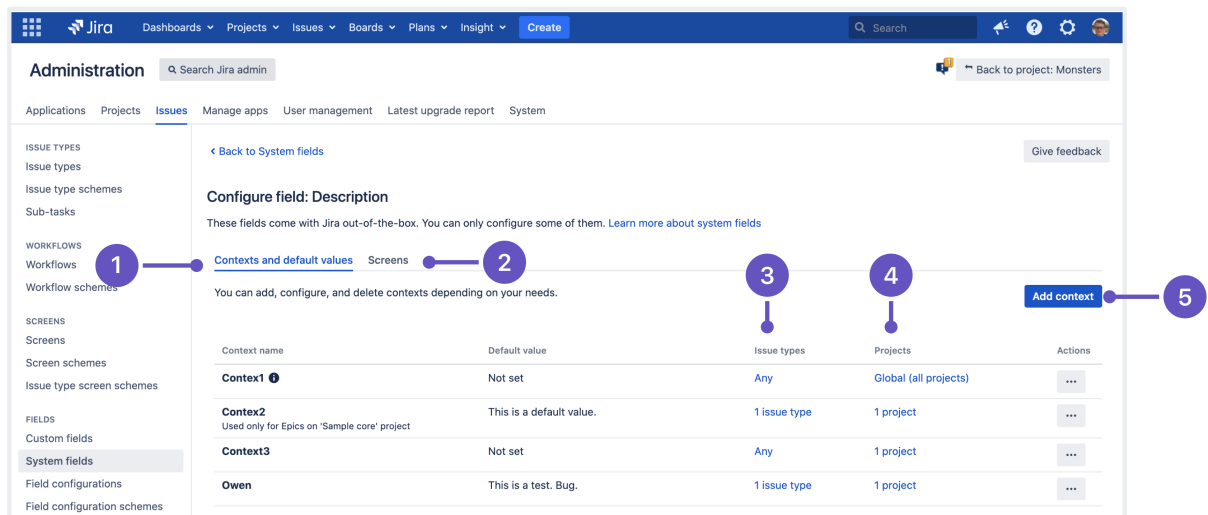 Jira Dashboards Projects Issues Boards Plans Insight Create Search
Administration Search Jira admin Back to project: Monsters
Applications Projects Issues Manage apps User management Latest upgrade report System
ISSUE TYPES
Issue types
Issue type schemes
Sub-tasks
WORKFLOWS
Workflows
Workflow schemes
SCREENS
Screens
Screen schemes
Issue type screen schemes
FIELDS
Custom fields
System fields
Field configurations
Field configuration schemes
Back to System fields Give feedback
Configure field: Description
These fields come with Jira out-of-the-box. You can only configure some of them. Learn more about system fields
1 Contexts and default values Screens 2 3 4
You can add, configure, and delete contexts depending on your needs. Add context 5
Context name Default value Issue types Projects Actions
Contex1 Not set Any Global (all projects)
Contex2 This is a default value. 1 issue type 1 project
Used only for Epics on 'Sample core' project
Context3 Not set Any 1 project
Owen This is a test. Bug. 1 issue type 1 project